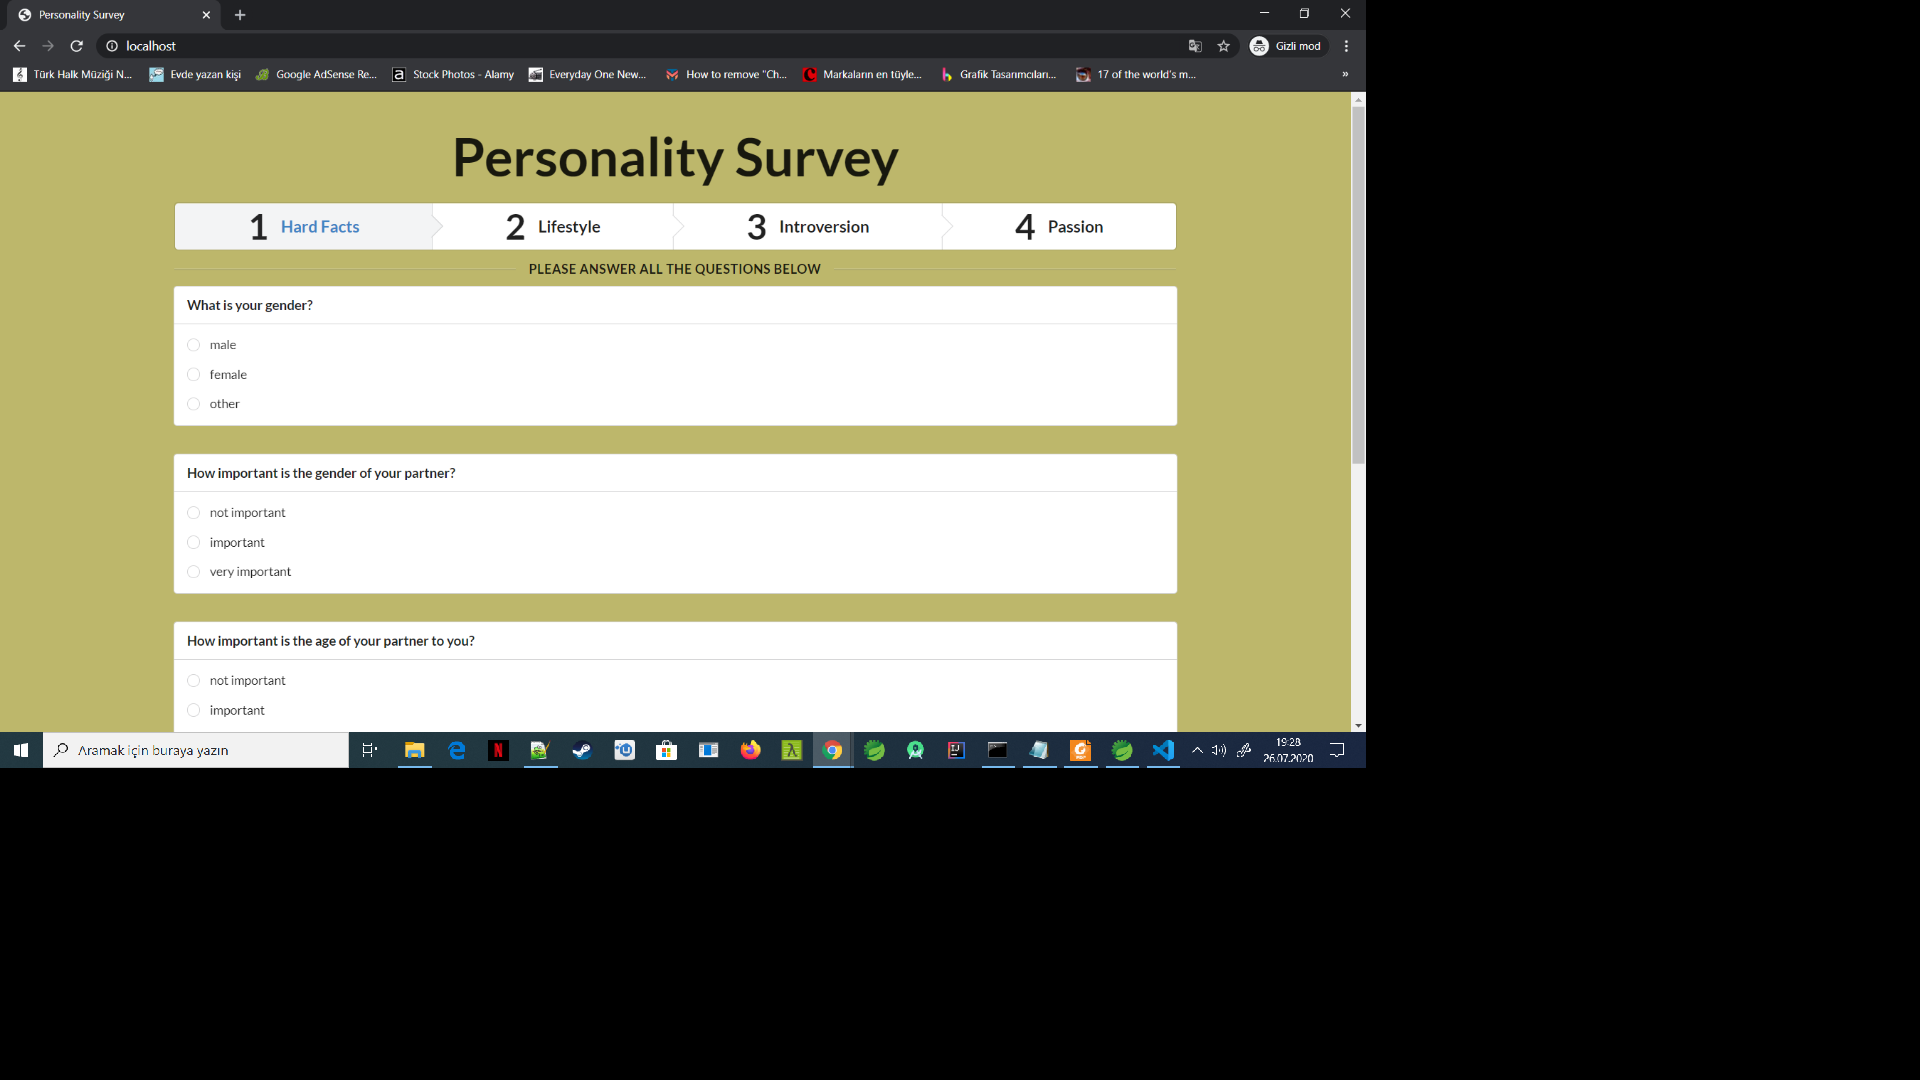 Personality Survey
localhost
Gizli mod
Türk Halk Müziği N...
Evde yazan kişi
Google AdSense Re...
a
Stock Photos - Alamy
Everyday One New...
How to remove "Ch...
Markaların en tüyle...
Grafik Tasarımcıları...
17 of the world's m...
»
Personality Survey
1 Hard Facts
2 Lifestyle
3 Introversion
4 Passion
PLEASE ANSWER ALL THE QUESTIONS BELOW
What is your gender?
male
female
other
How important is the gender of your partner?
not important
important
very important
How important is the age of your partner to you?
not important
important
Aramak için buraya yazın
N
IJ
19:28
26.07.2020